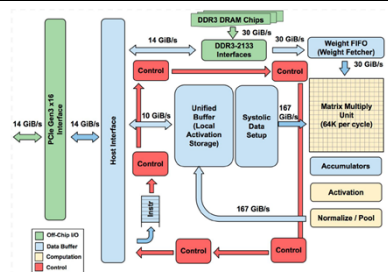 DDR3 DRAM Chips
30 GiB/s
14 GiB/s
DDR3-2133
Interfaces
30 GiB/s
Weight FIFO
(Weight Fetcher)
30 GiB/s
Control
Control
PCIe Gen3 x16
Interface
14 GiB/s
14 GiB/s
Host Interface
10 GiB/s
Unified
Buffer
(Local
Activation
Storage)
Systolic
Data
Setup
167
GiB/s
Matrix Multiply
Unit
(64K per cycle)
Control
Accumulators
Activation
Instr
167 GiB/s
Normalize / Pool
Off-Chip I/O
Data Buffer
Computation
Control
Control
Control
Control